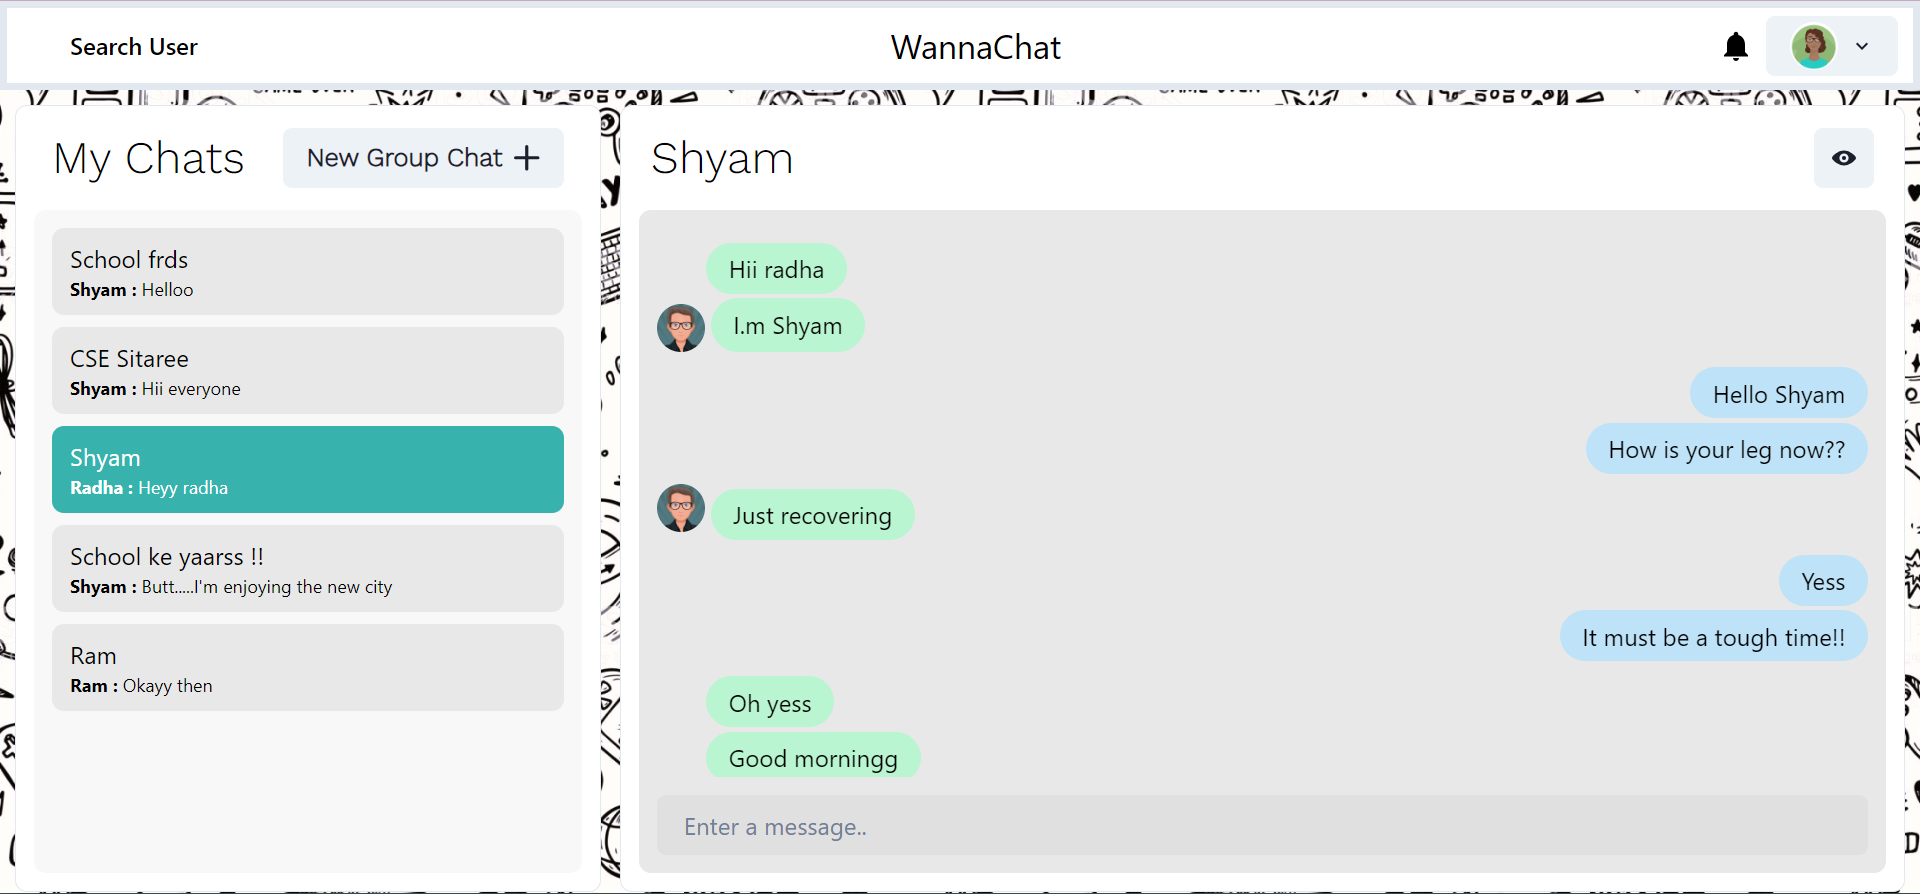 Search User
WannaChat
My Chats
New Group Chat
School frds
Shyam : Helloo
CSE Sitaree
Shyam : Hii everyone
Shyam
Radha : Heyy radha
School ke yaarss !!
Shyam : Butt.....I'm enjoying the new city
Ram
Ram : Okayy then
Shyam
Hii radha
I.m Shyam
Hello Shyam
How is your leg now??
Just recovering
Yess
It must be a tough time!!
Oh yess
Good morningg
Enter a message..